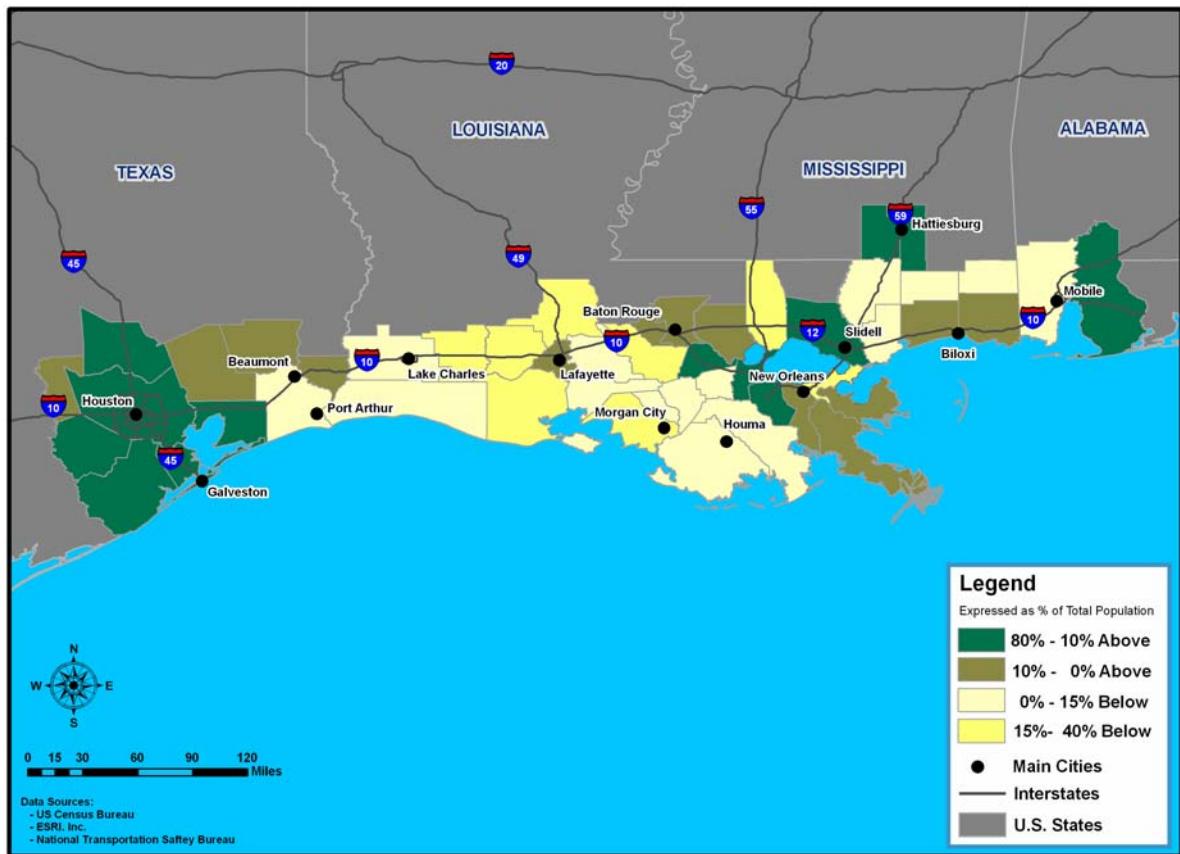 20
LOUISIANA
ALABAMA
TEXAS
MISSISSIPPI
55
59
Hattiesburg
45
49
Mobile
Baton Rouge
10
12
Slidell
10
Beaumont
10
Lake Charles
Lafayette
New Orleans
Biloxi
Houston
10
Port Arthur
Morgan City
Houma
45
Galveston
Legend
Expressed as % of Total Population
80% - 10% Above
10% - 0% Above
0% - 15% Below
15%- 40% Below
Main Cities
Interstates
U.S. States
N
W E
S
0 15 30 60 90 120
Miles
Data Sources:
- US Census Bureau
- ESRI. Inc.
- National Transportation Saftey Bureau